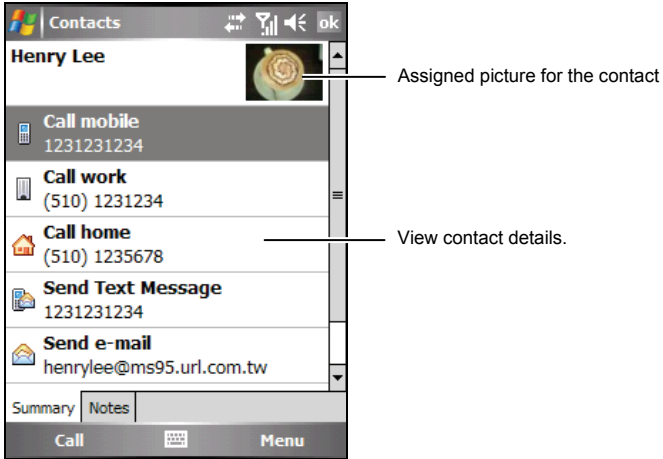 Contacts ok
Henry Lee
Assigned picture for the contact
Call mobile
1231231234
Call work
(510) 1231234
Call home
(510) 1235678
View contact details.
Send Text Message
1231231234
Send e-mail
henrylee@ms95.url.com.tw
Summary Notes
Call Menu